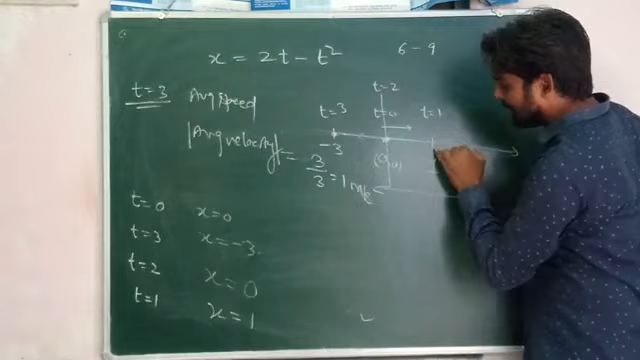 x = 2t - t²
6 - 9
t=3
Avg speed
|Avg velocity| = 3/3 = 1 m/s
t=2
t=3 t=0 t=1
-3
(0,0)
t=0 x=0
t=3 x=-3
t=2 x=0
t=1 x=1